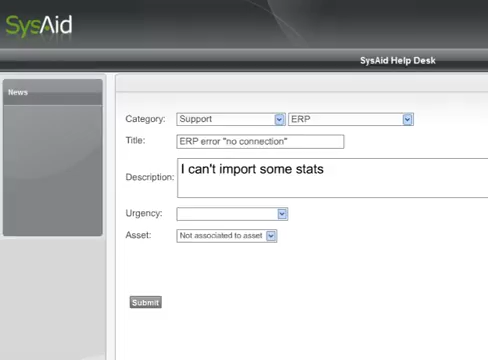 SysAid
SysAid Help Desk
News
Category: Support ERP
Title: ERP error "no connection"
Description: I can't import some stats
Urgency:
Asset: Not associated to asset
Submit